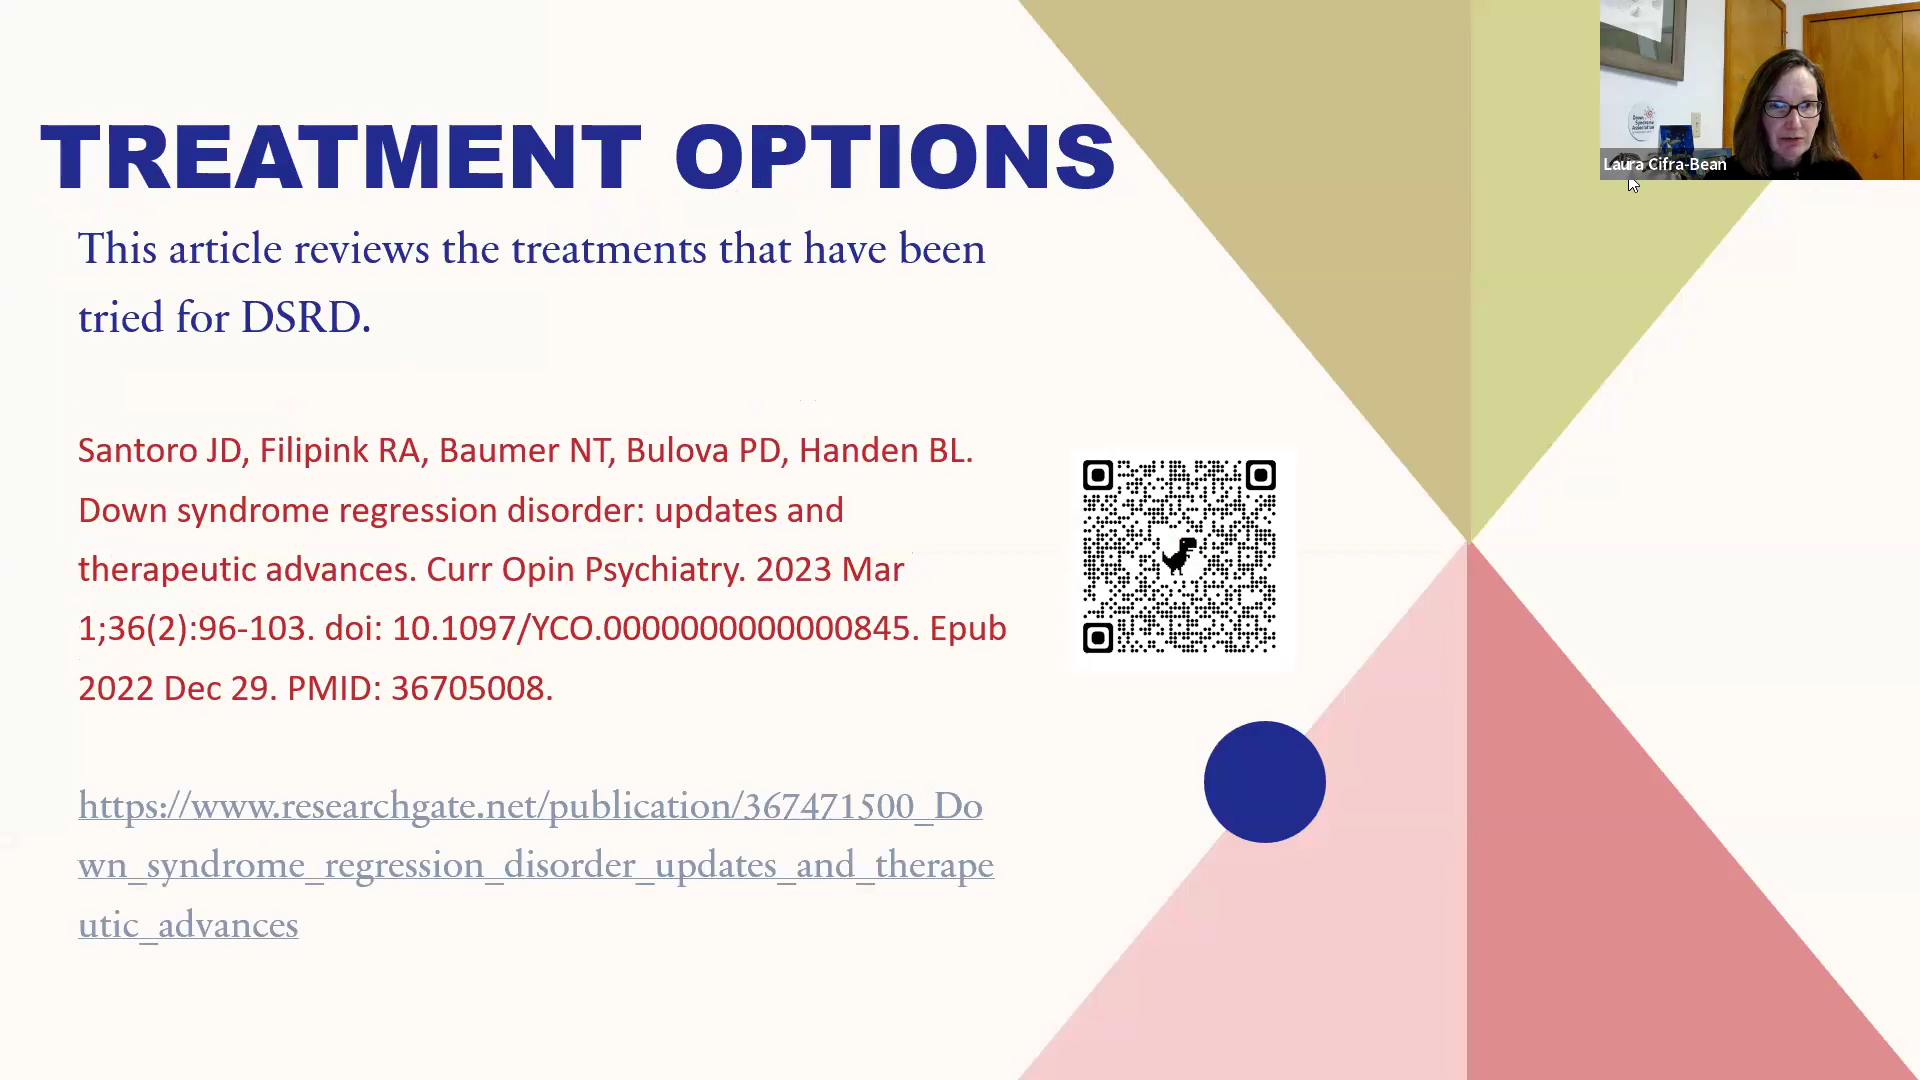 TREATMENT OPTIONS
This article reviews the treatments that have been
tried for DSRD.
Santoro JD, Filipink RA, Baumer NT, Bulova PD, Handen BL.
Down syndrome regression disorder: updates and
therapeutic advances. Curr Opin Psychiatry. 2023 Mar
1;36(2):96-103. doi: 10.1097/YCO.0000000000000845. Epub
2022 Dec 29. PMID: 36705008.
https://www.researchgate.net/publication/367471500_Do
wn_syndrome_regression_disorder_updates_and_therape
utic_advances
Down
Syndrome
Association
Laura Cifra-Bean